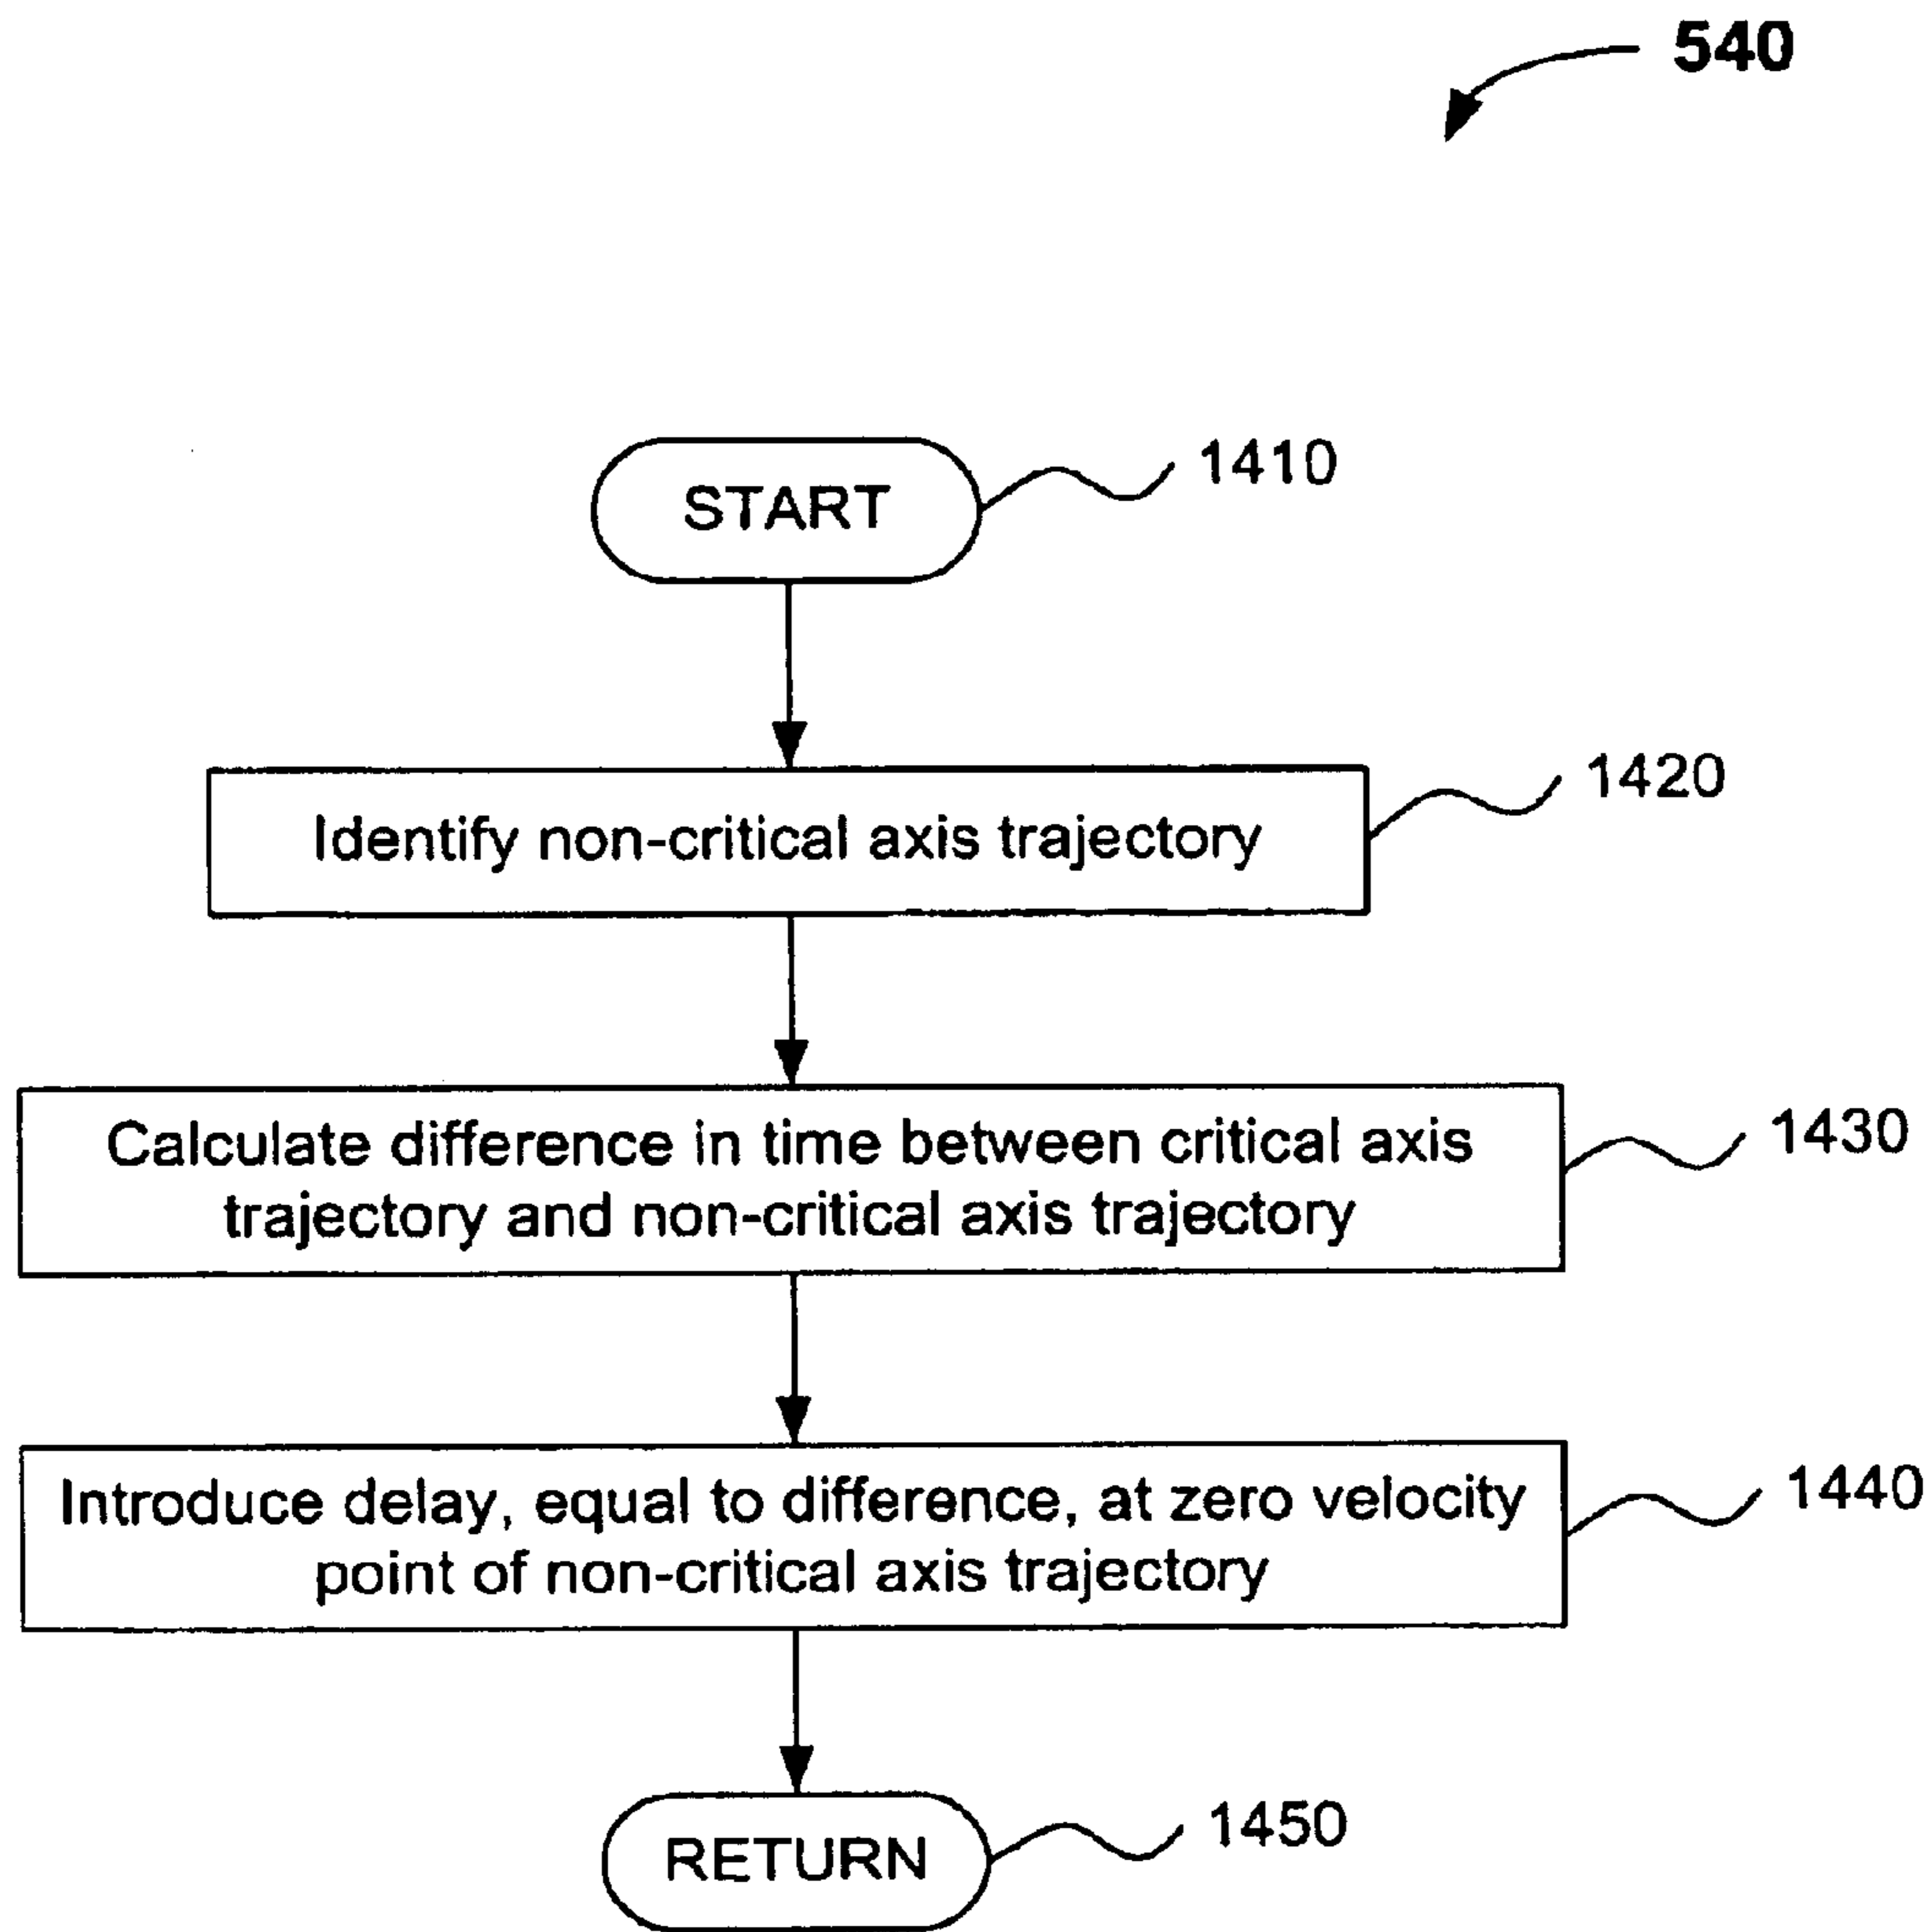 540
START
1410
Identify non-critical axis trajectory
1420
Calculate difference in time between critical axis
trajectory and non-critical axis trajectory
1430
Introduce delay, equal to difference, at zero velocity
point of non-critical axis trajectory
1440
RETURN
1450